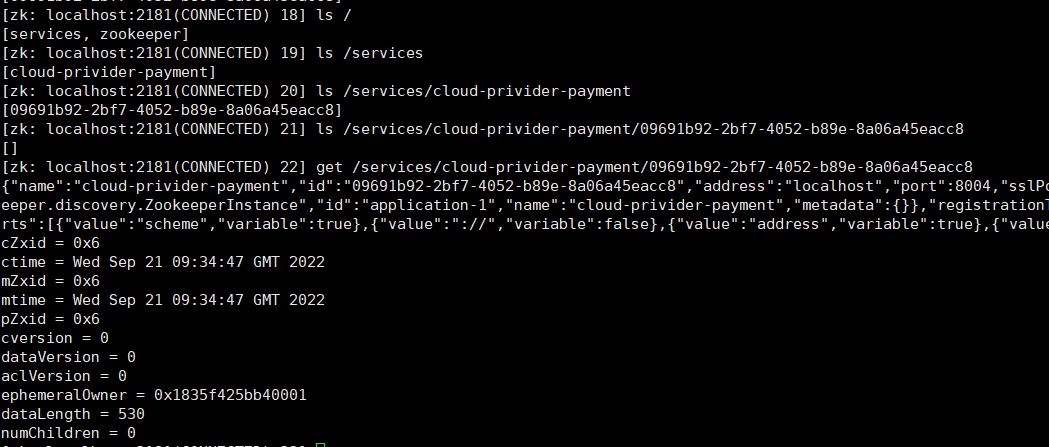 [zk: localhost:2181(CONNECTED) 18] ls /
[services, zookeeper]
[zk: localhost:2181(CONNECTED) 19] ls /services
[cloud-privider-payment]
[zk: localhost:2181(CONNECTED) 20] ls /services/cloud-privider-payment
[09691b92-2bf7-4052-b89e-8a06a45eacc8]
[zk: localhost:2181(CONNECTED) 21] ls /services/cloud-privider-payment/09691b92-2bf7-4052-b89e-8a06a45eacc8
[]
[zk: localhost:2181(CONNECTED) 22] get /services/cloud-privider-payment/09691b92-2bf7-4052-b89e-8a06a45eacc8
{"name":"cloud-privider-payment","id":"09691b92-2bf7-4052-b89e-8a06a45eacc8","address":"localhost","port":8004,"sslPo
eeper.discovery.ZookeeperInstance","id":"application-1","name":"cloud-privider-payment","metadata":{}},"registrationT
rts":[{"value":"scheme","variable":true},{"value":"://","variable":false},{"value":"address","variable":true},{"value
cZxid = 0x6
ctime = Wed Sep 21 09:34:47 GMT 2022
mZxid = 0x6
mtime = Wed Sep 21 09:34:47 GMT 2022
pZxid = 0x6
cversion = 0
dataVersion = 0
aclVersion = 0
ephemeralOwner = 0x1835f425bb40001
dataLength = 530
numChildren = 0